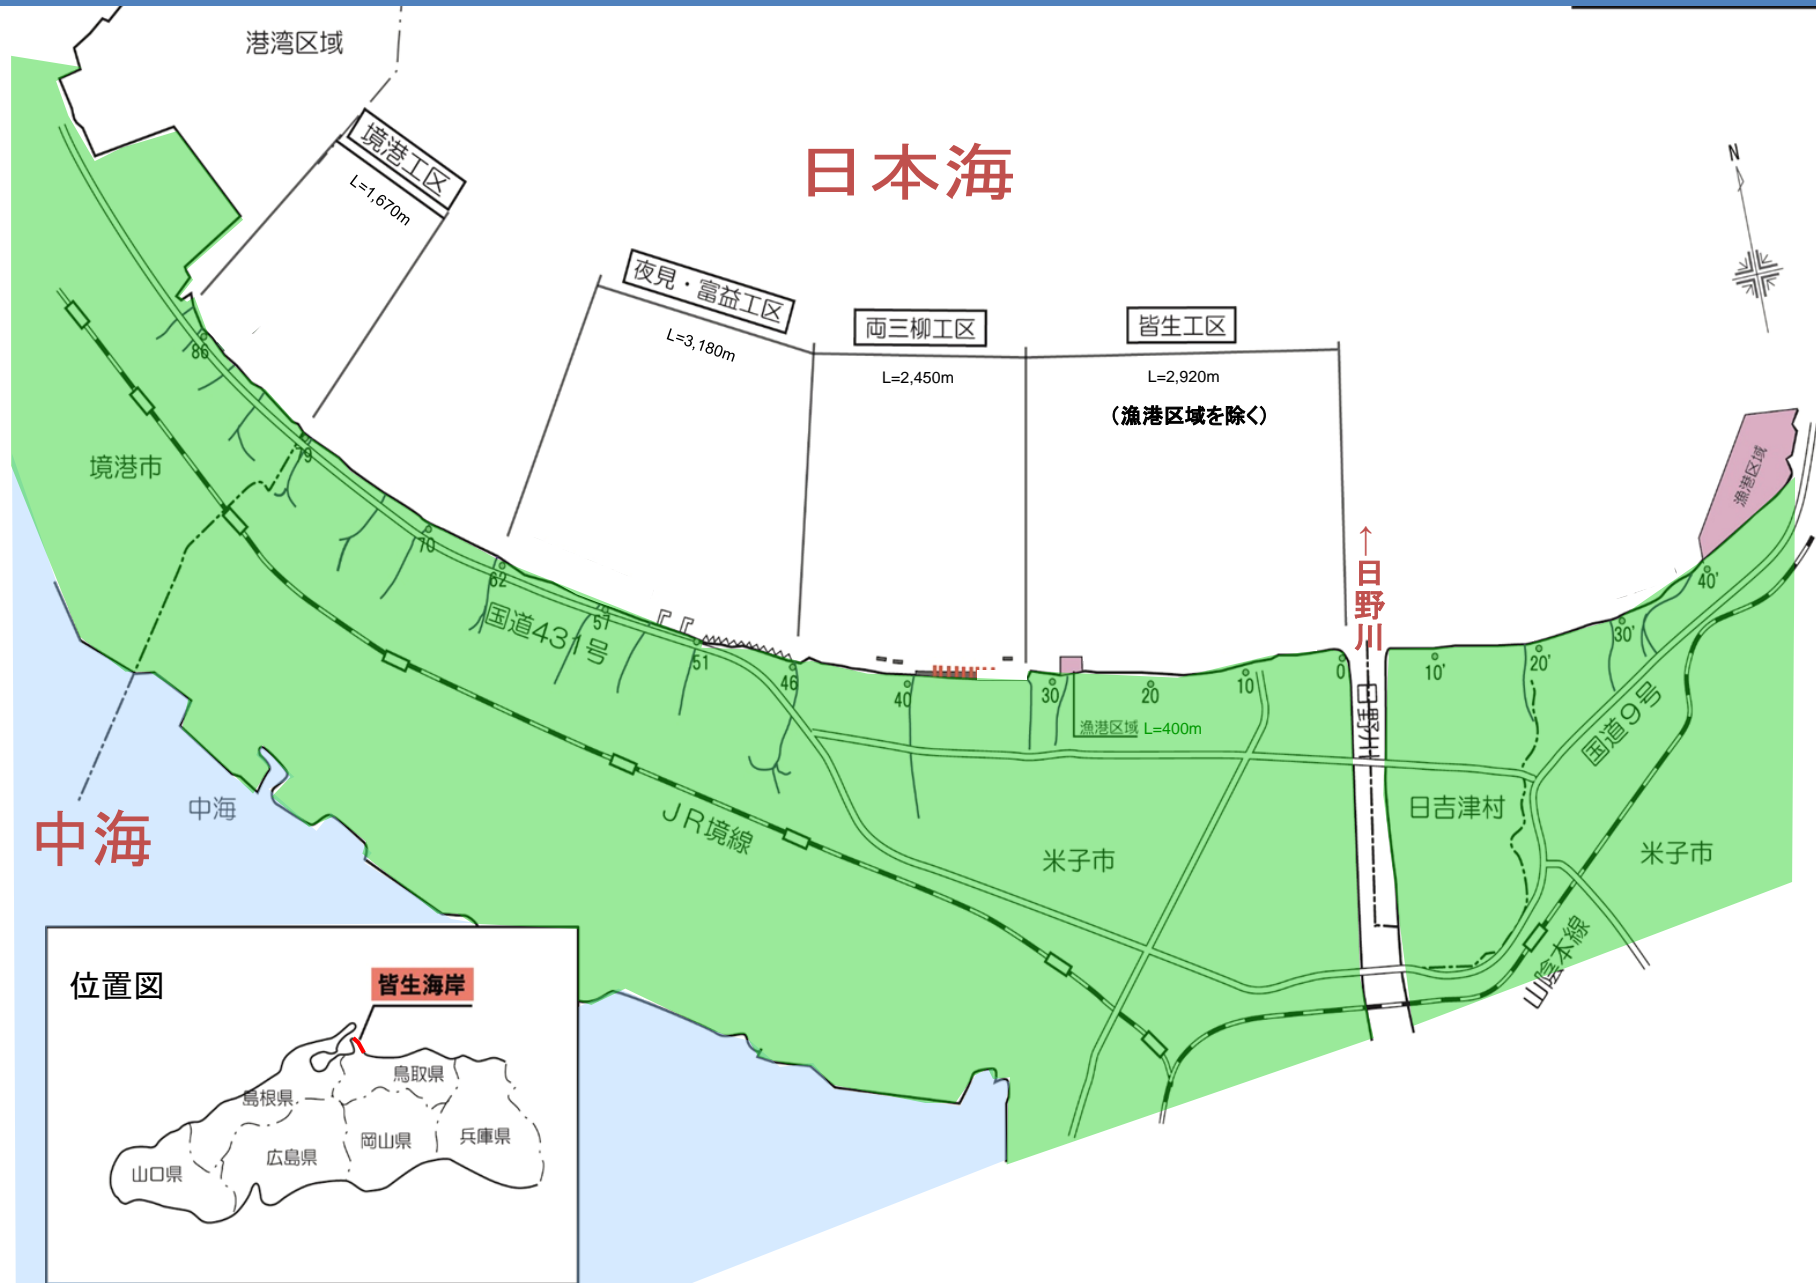 港湾区域
境港工区
L=1,670m
日本海
N
夜見・富益工区
L=3,180m
両三柳工区
L=2,450m
皆生工区
L=2,920m
（漁港区域を除く）
漁港区域
境港市
86
79
70
62
57
51
46
40
30
20
10
0
10'
20'
30'
40'
←日野川
日野川
国道431号
漁港区域 L=400m
国道9号
日吉津村
米子市
米子市
JR境線
山陰本線
中海
中海
位置図
皆生海岸
鳥取県
島根県
岡山県
兵庫県
広島県
山口県